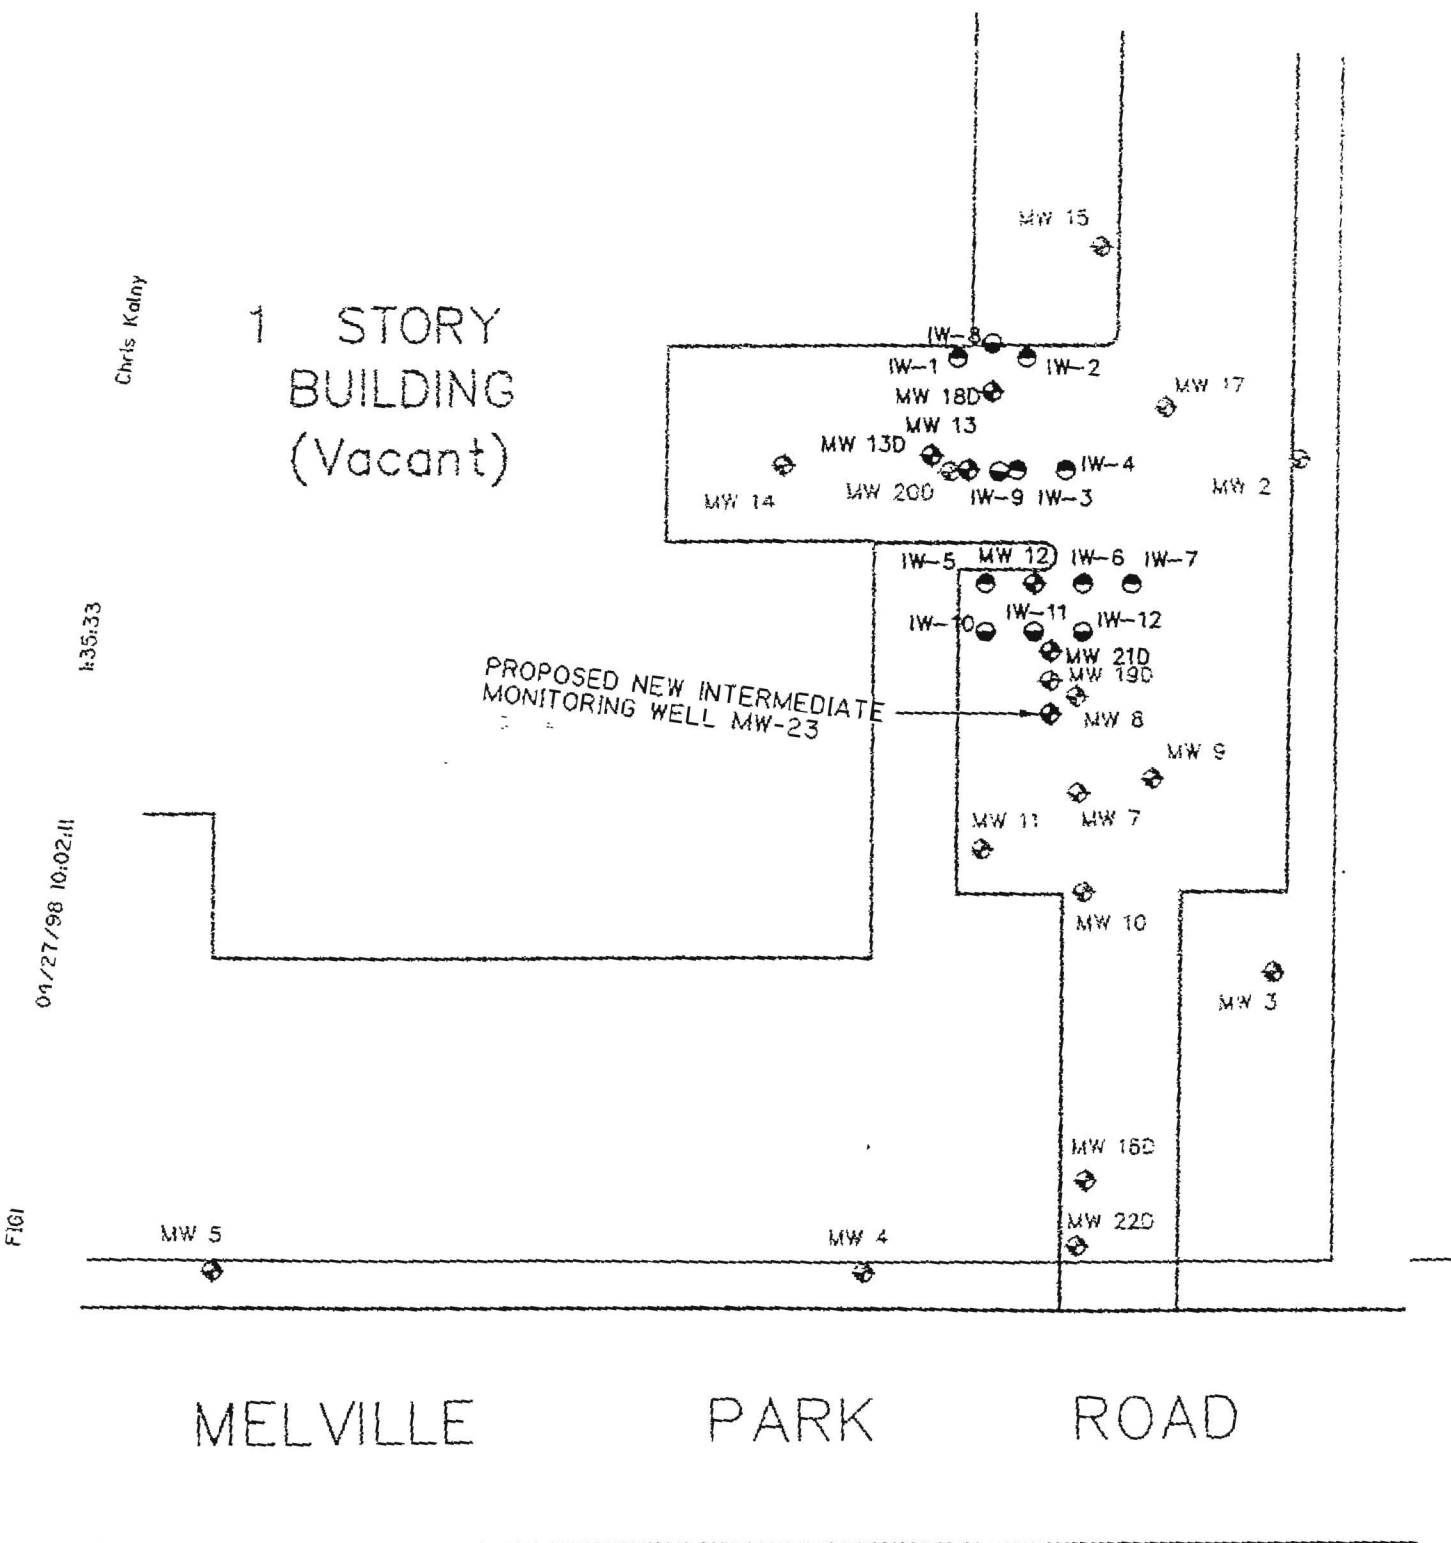 MW 15
Chris Kalny
1 STORY
BUILDING
(Vacant)
IW-8
IW-1
IW-2
MW 18D
MW 17
MW 13
MW 13D
IW-4
MW 14
MW 20D
IW-9
IW-3
MW 2
IW-5
MW 12
IW-6
IW-7
IW-10
IW-11
IW-12
1:35:33
MW 21D
MW 19D
PROPOSED NEW INTERMEDIATE
MONITORING WELL MW-23
MW 8
MW 9
MW 11
MW 7
04/27/98 10:02:11
MW 10
MW 3
MW 16D
FIG1
MW 5
MW 4
MW 22D
MELVILLE PARK ROAD